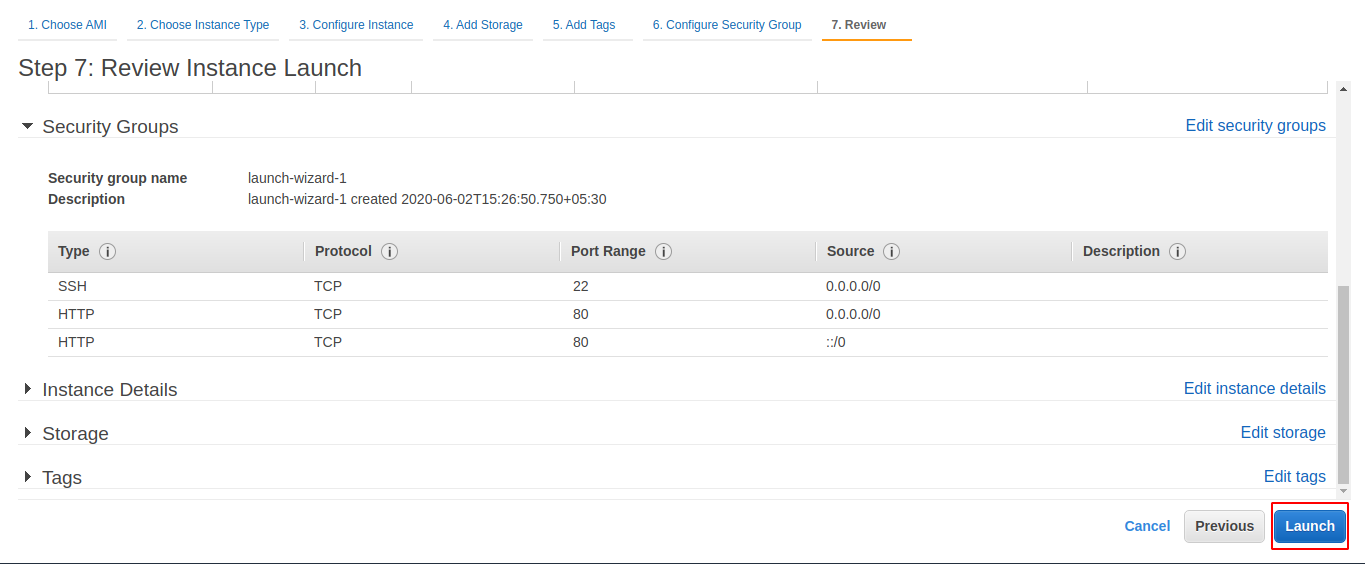 1. Choose AMI 2. Choose Instance Type 3. Configure Instance 4. Add Storage 5. Add Tags 6. Configure Security Group 7. Review
Step 7: Review Instance Launch
Security Groups Edit security groups
Security group name launch-wizard-1
Description launch-wizard-1 created 2020-06-02T15:26:50.750+05:30
Type i Protocol i Port Range i Source i Description i
SSH TCP 22 0.0.0.0/0
HTTP TCP 80 0.0.0.0/0
HTTP TCP 80 ::/0
Instance Details Edit instance details
Storage Edit storage
Tags Edit tags
Cancel Previous Launch